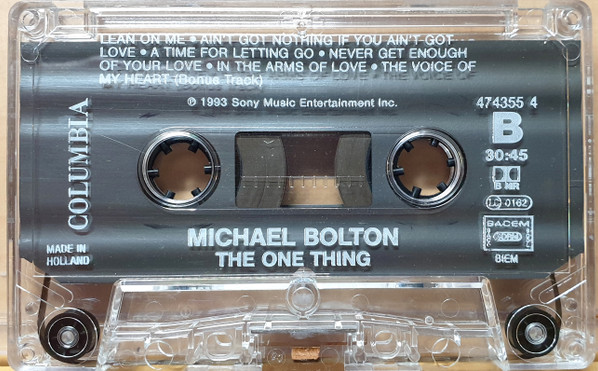 LEAN ON ME • AIN'T GOT NOTHING IF YOU AIN'T GOT
LOVE • A TIME FOR LETTING GO • NEVER GET ENOUGH
OF YOUR LOVE • IN THE ARMS OF LOVE • THE VOICE OF
MY HEART (Bonus Track)
℗ 1993 Sony Music Entertainment Inc.
474355 4
B
30:45
B NR
LC 0162
SACEM
BIEM
COLUMBIA
MADE IN
HOLLAND
MICHAEL BOLTON
THE ONE THING